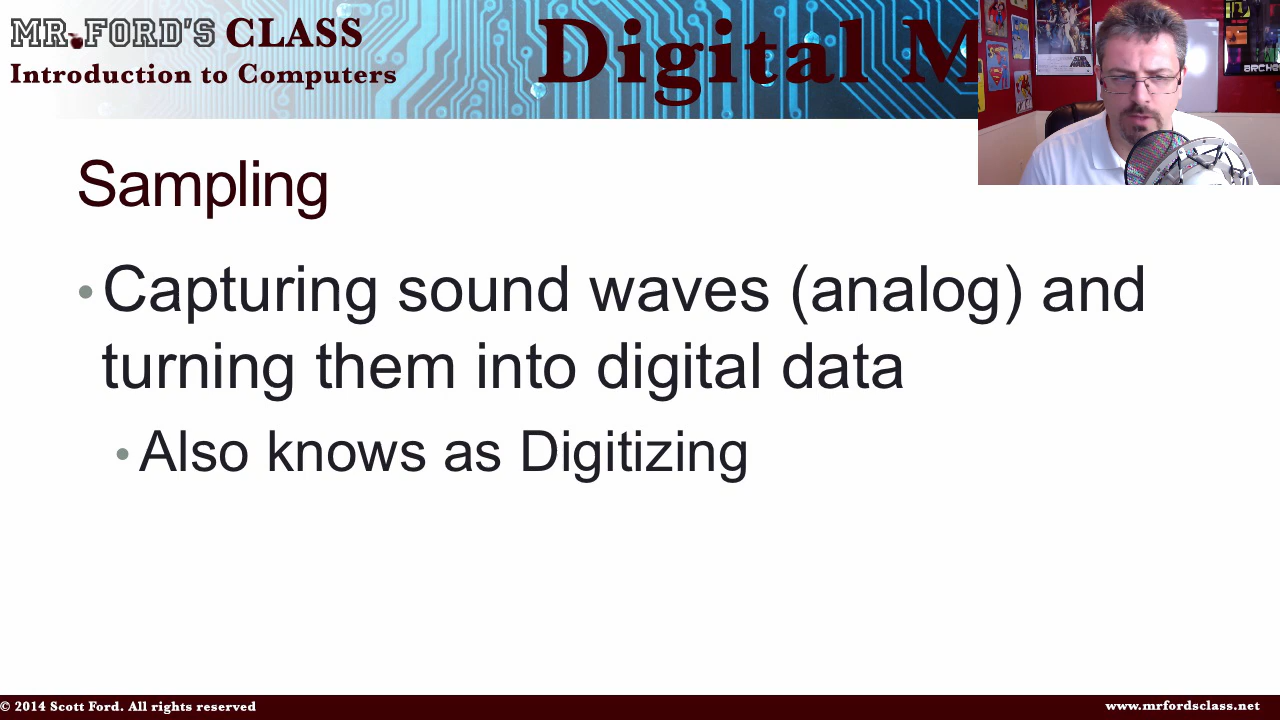 MR.FORD'S CLASS
Introduction to Computers
Digital M
Sampling
• Capturing sound waves (analog) and
turning them into digital data
• Also knows as Digitizing
© 2014 Scott Ford. All rights reserved
www.mrfordsclass.net